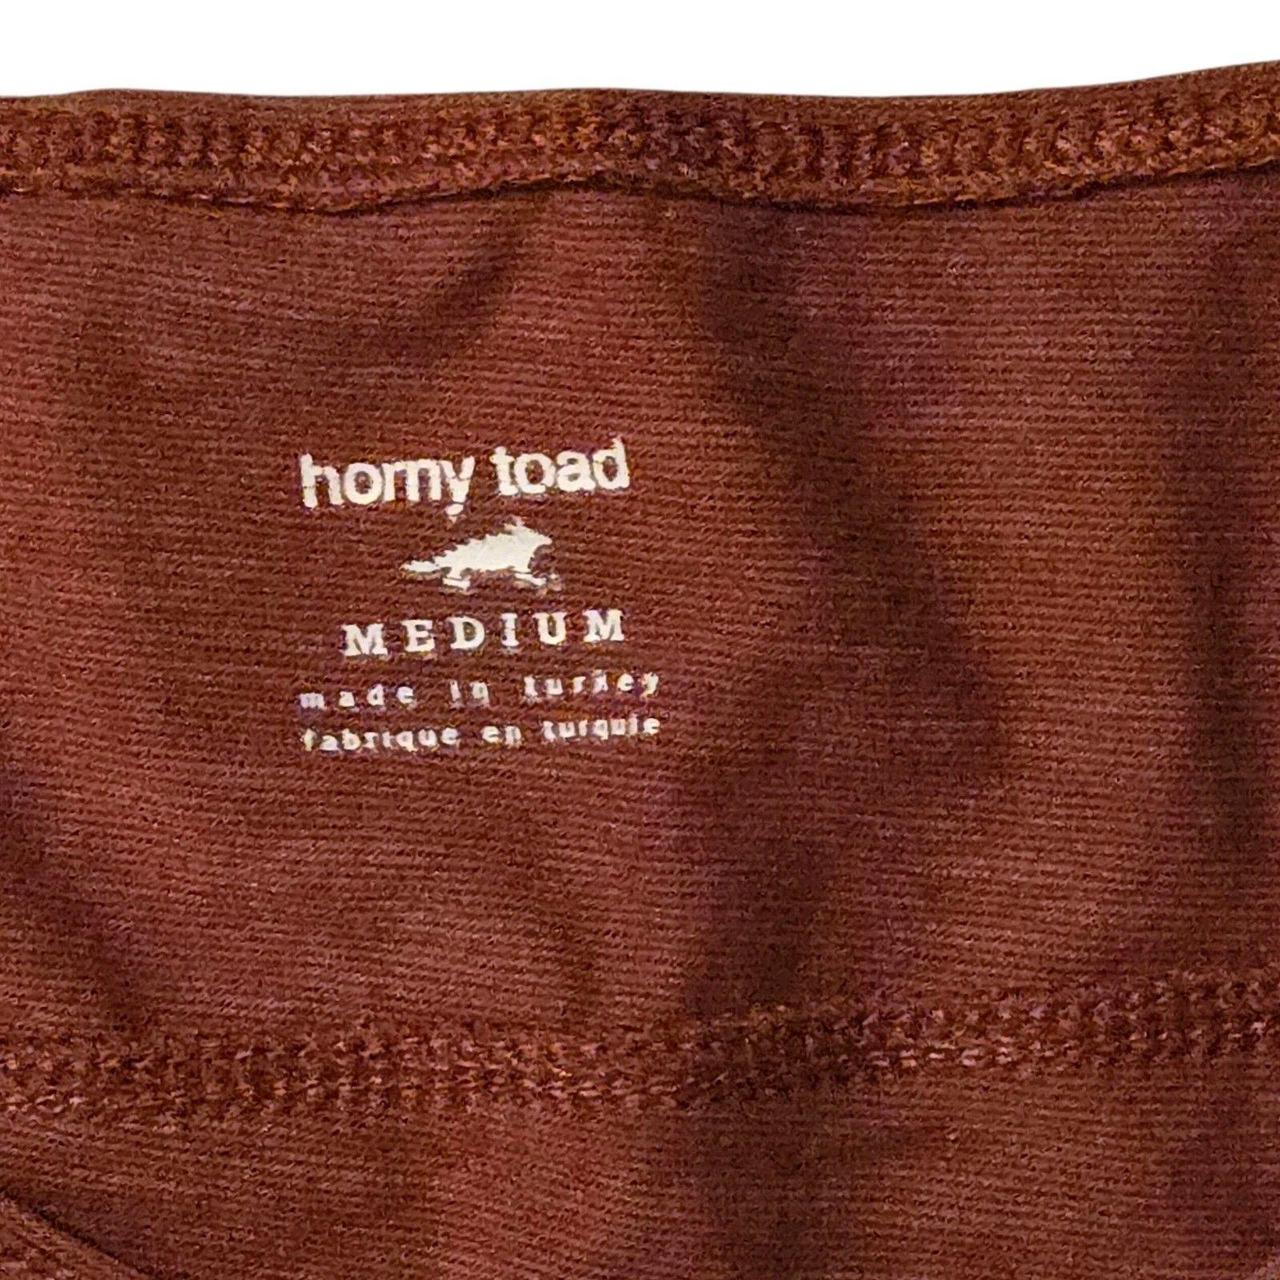 horny toad
MEDIUM
made in turkey
fabrique en turquie